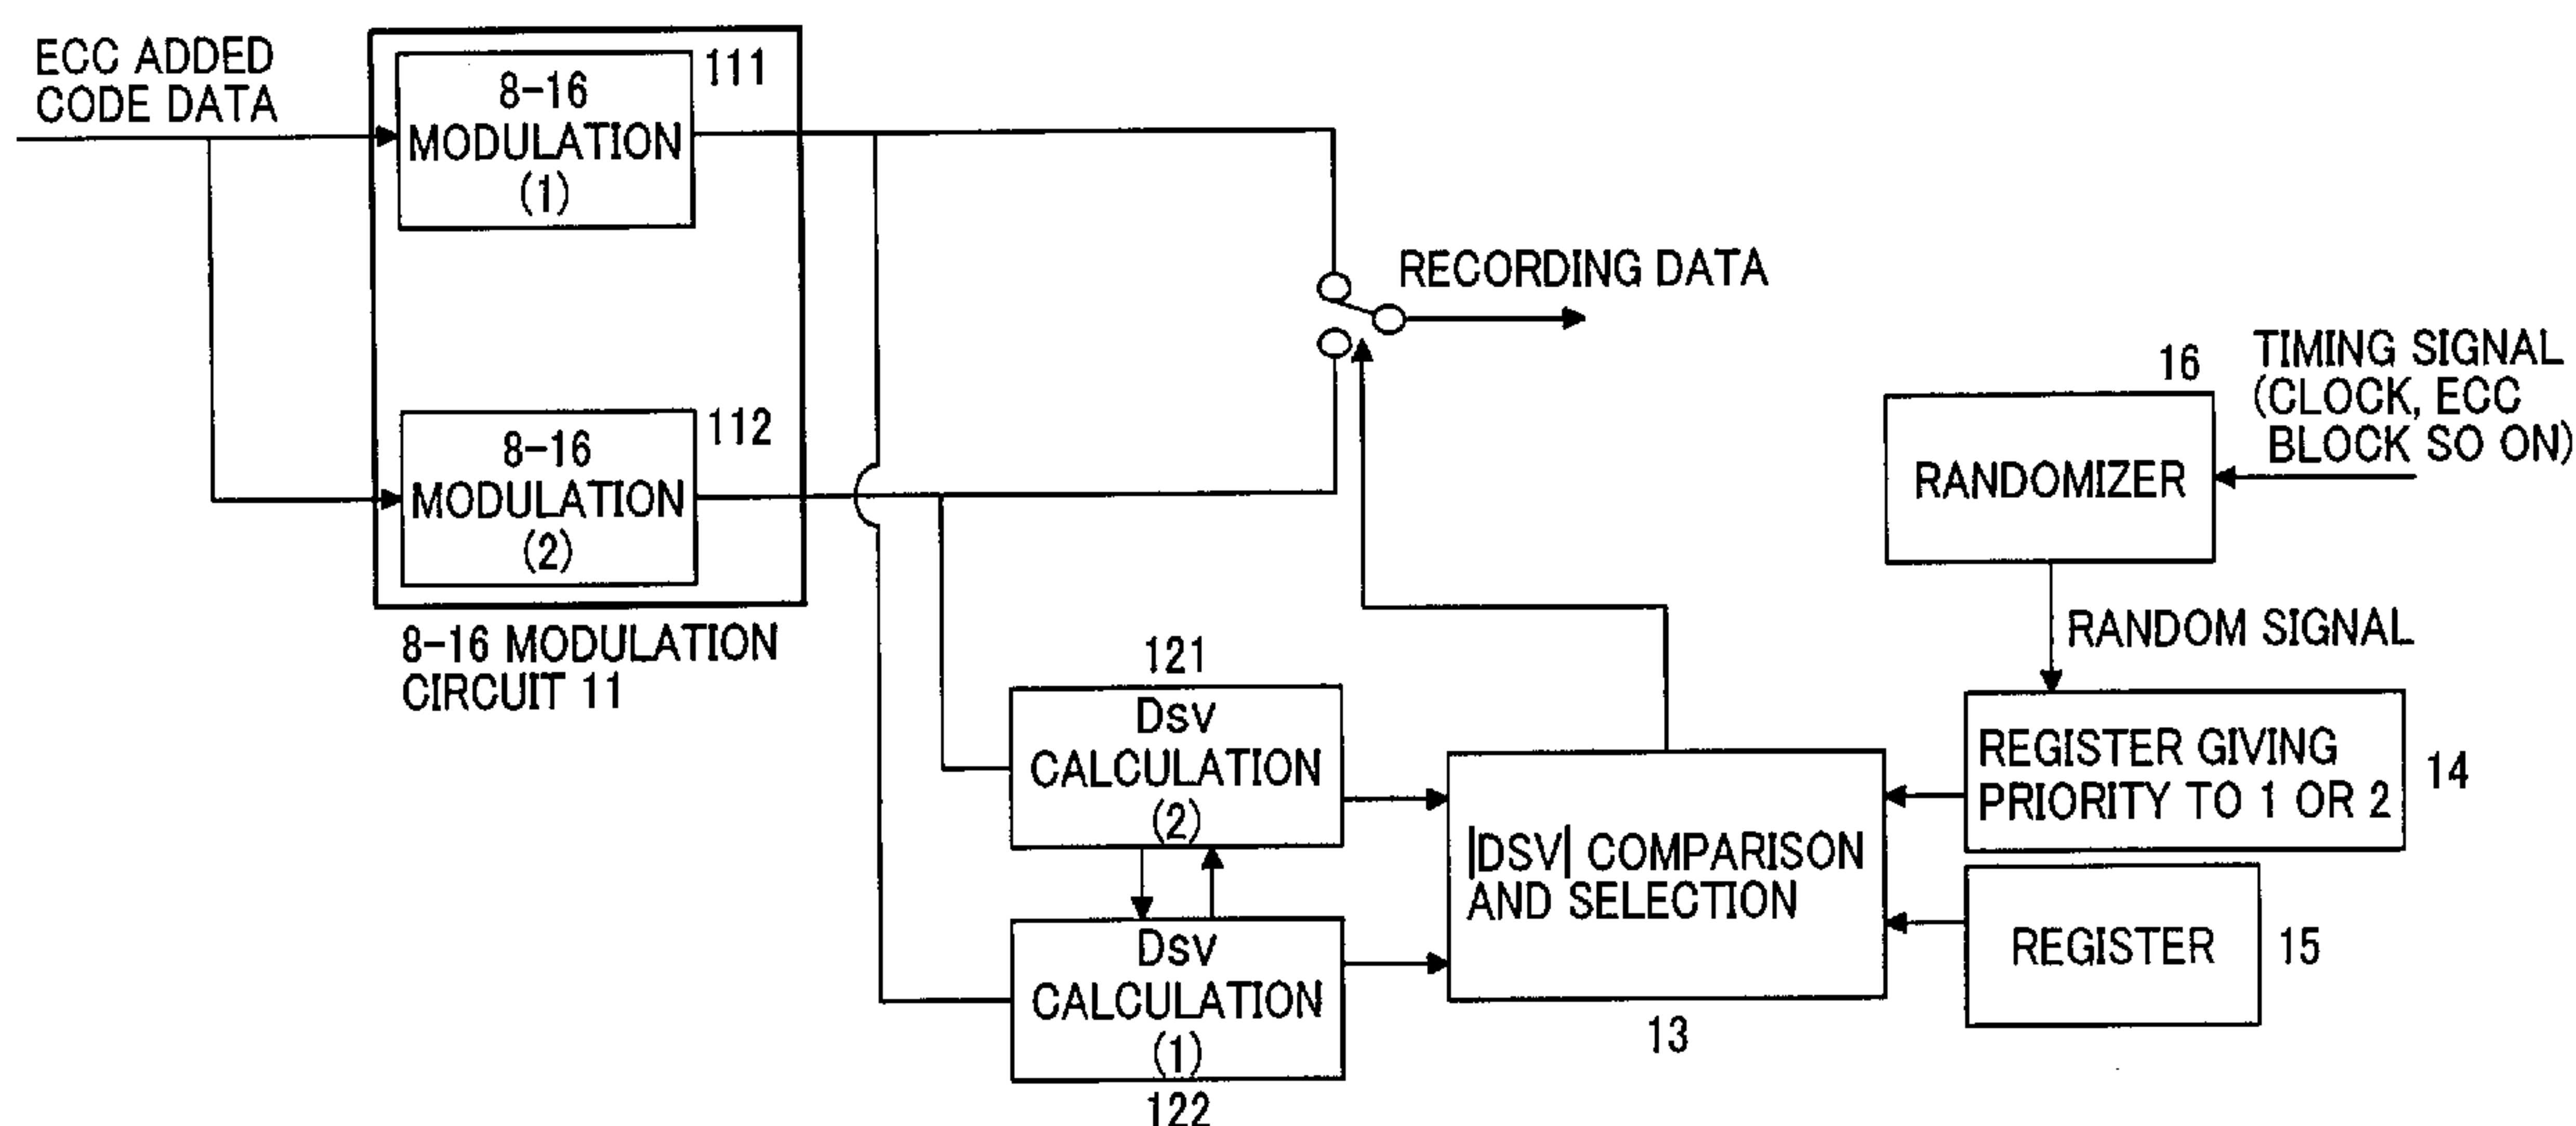 ECC ADDED
CODE DATA
8-16
MODULATION
(1)
111
8-16
MODULATION
(2)
112
8-16 MODULATION
CIRCUIT 11
RECORDING DATA
16
TIMING SIGNAL
(CLOCK, ECC
BLOCK SO ON)
RANDOMIZER
RANDOM SIGNAL
121
Dsv
CALCULATION
(2)
Dsv
CALCULATION
(1)
122
|DSV| COMPARISON
AND SELECTION
13
REGISTER GIVING
PRIORITY TO 1 OR 2
14
REGISTER
15